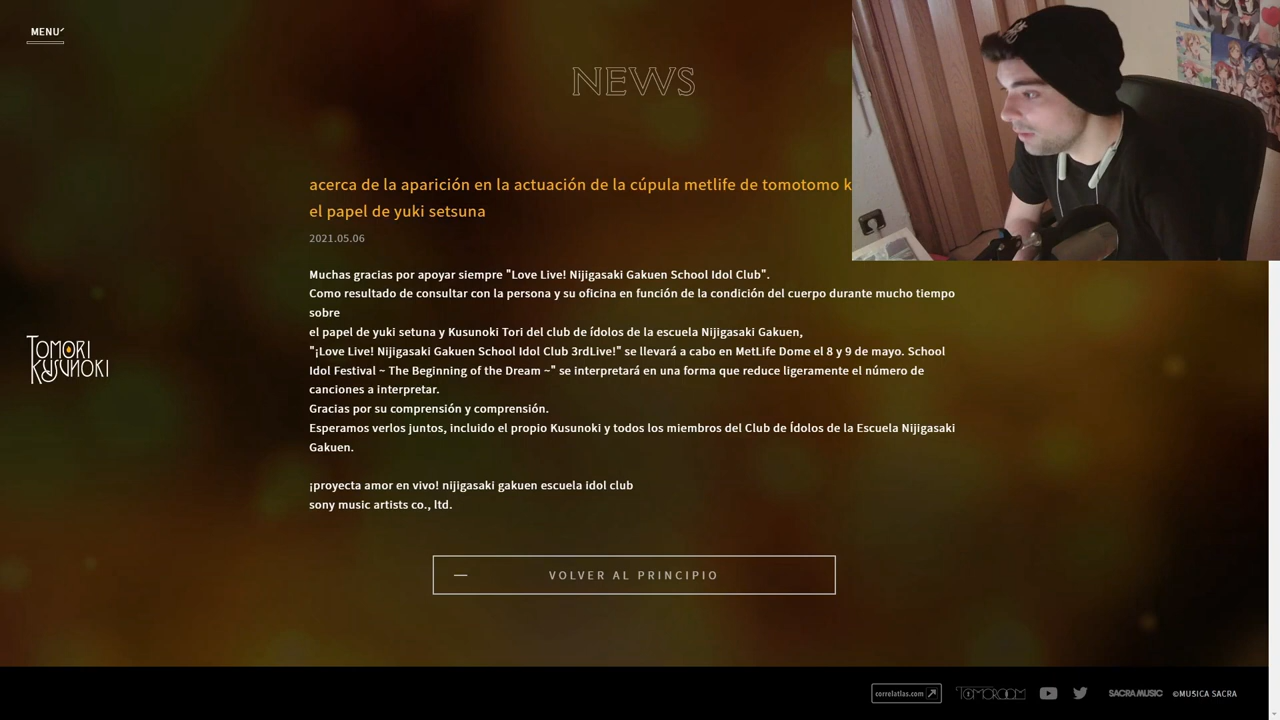 MENU
NEWS
acerca de la aparición en la actuación de la cúpula metlife de tomotomo
el papel de yuki setsuna
2021.05.06
Muchas gracias por apoyar siempre "Love Live! Nijigasaki Gakuen School Idol Club".
Como resultado de consultar con la persona y su oficina en función de la condición del cuerpo durante mucho tiempo
sobre
el papel de yuki setuna y Kusunoki Tori del club de ídolos de la escuela Nijigasaki Gakuen,
TOMORI
KUSUNOKI
"¡Love Live! Nijigasaki Gakuen School Idol Club 3rdLive!" se llevará a cabo en MetLife Dome el 8 y 9 de mayo. School
Idol Festival ~ The Beginning of the Dream ~" se interpretará en una forma que reduce ligeramente el número de
canciones a interpretar.
Gracias por su comprensión y comprensión.
Esperamos verlos juntos, incluido el propio Kusunoki y todos los miembros del Club de Ídolos de la Escuela Nijigasaki
Gakuen.
¡proyecta amor en vivo! nijigasaki gakuen escuela idol club
sony music artists co., ltd.
VOLVER AL PRINCIPIO
correlatlas.com TOMOROOM SACRA MUSIC ©MUSICA SACRA